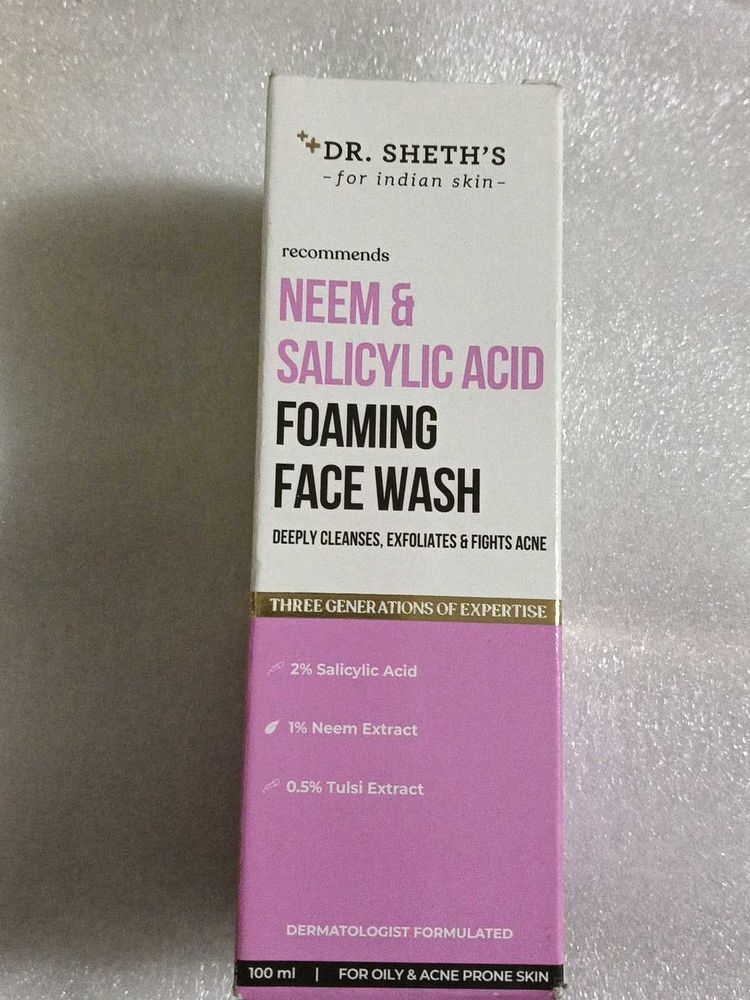 DR. SHETH'S
-for indian skin-
recommends
NEEM &
SALICYLIC ACID
FOAMING
FACE WASH
DEEPLY CLEANSES, EXFOLIATES & FIGHTS ACNE
THREE GENERATIONS OF EXPERTISE
2% Salicylic Acid
1% Neem Extract
0.5% Tulsi Extract
DERMATOLOGIST FORMULATED
100 ml | FOR OILY & ACNE PRONE SKIN